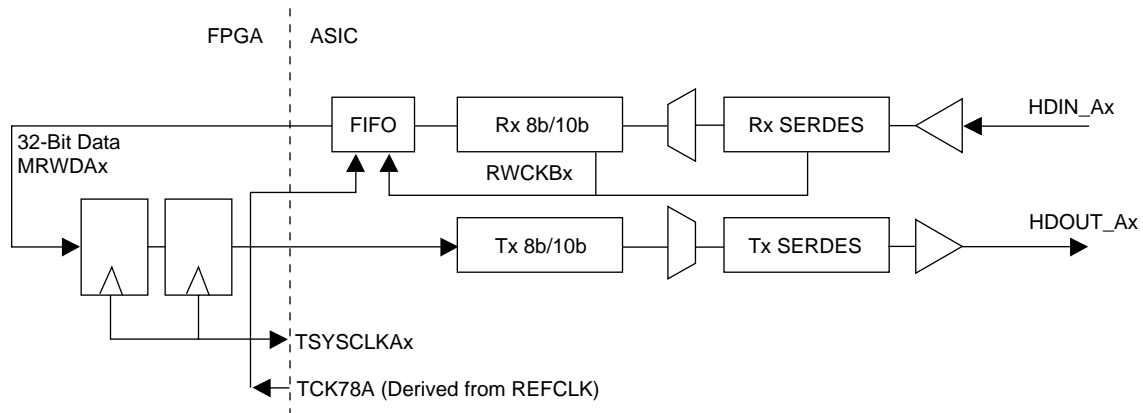 FPGA
ASIC
FIFO
Rx 8b/10b
Rx SERDES
HDIN_Ax
32-Bit Data
MRWDAx
RWCKBx
Tx 8b/10b
Tx SERDES
HDOUT_Ax
TSYSCLKAx
TCK78A (Derived from REFCLK)